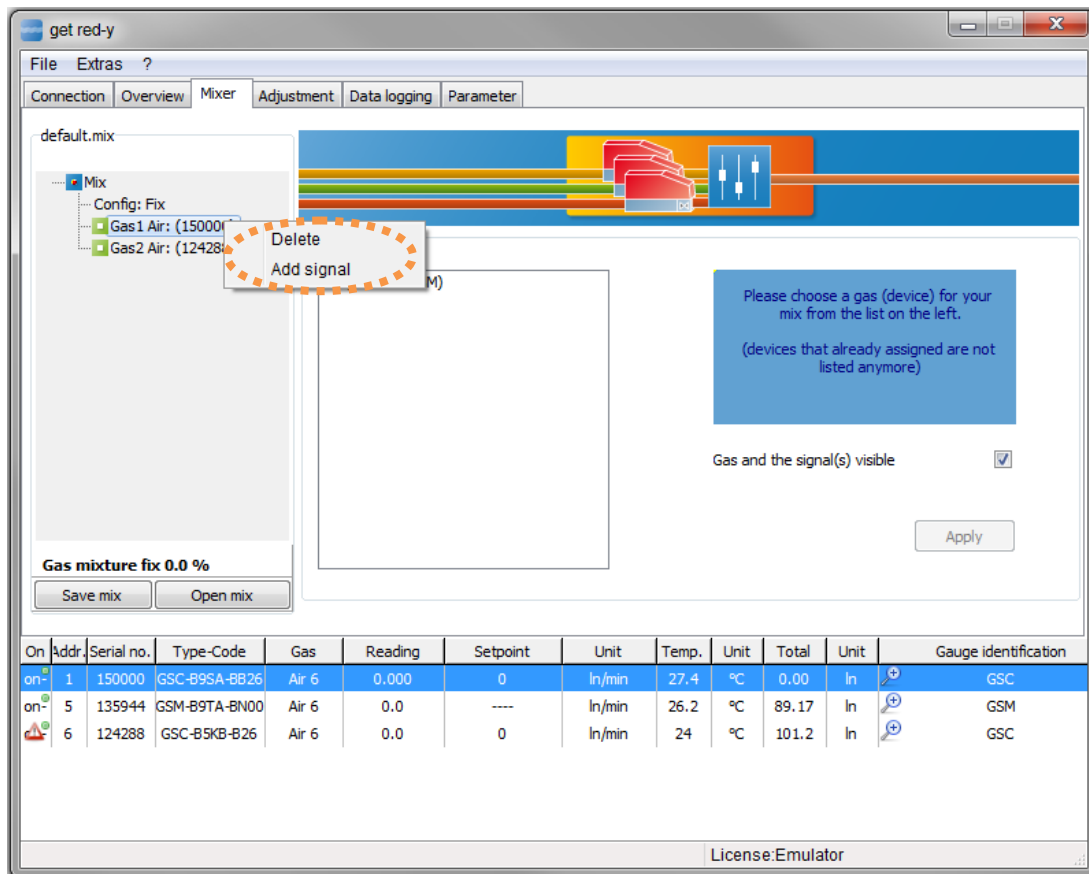 get red-y
File Extras ?
Connection Overview Mixer Adjustment Data logging Parameter
default.mix
Mix
Config: Fix
Gas1 Air: (150000)
Gas2 Air: (124288
Delete
Add signal
M)
Please choose a gas (device) for your
mix from the list on the left.
(devices that already assigned are not
listed anymore)
Gas and the signal(s) visible
Apply
Gas mixture fix 0.0 %
Save mix Open mix
On Addr. Serial no. Type-Code Gas Reading Setpoint Unit Temp. Unit Total Unit Gauge identification
on- 1 150000 GSC-B9SA-BB26 Air 6 0.000 0 ln/min 27.4 °C 0.00 ln GSC
on- 5 135944 GSM-B9TA-BN00 Air 6 0.0 ---- ln/min 26.2 °C 89.17 ln GSM
6 124288 GSC-B5KB-B26 Air 6 0.0 0 ln/min 24 °C 101.2 ln GSC
License:Emulator